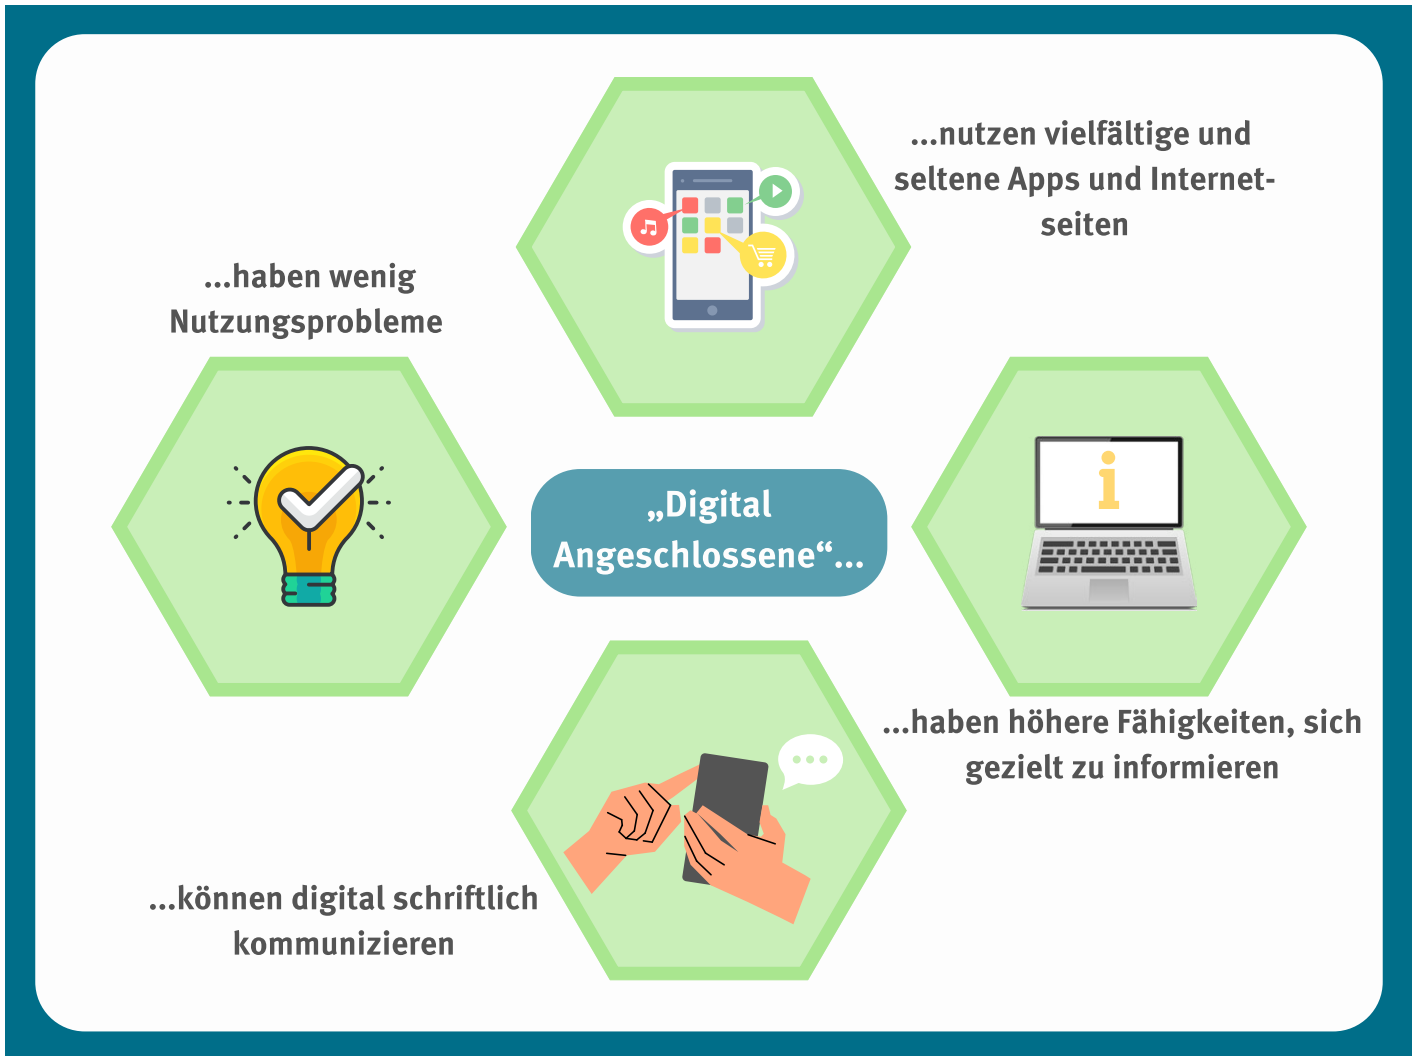 ...nutzen vielfältige und
seltene Apps und Internet-
seiten
...haben wenig
Nutzungsprobleme
„Digital
Angeschlossene“...
...haben höhere Fähigkeiten, sich
gezielt zu informieren
...können digital schriftlich
kommunizieren